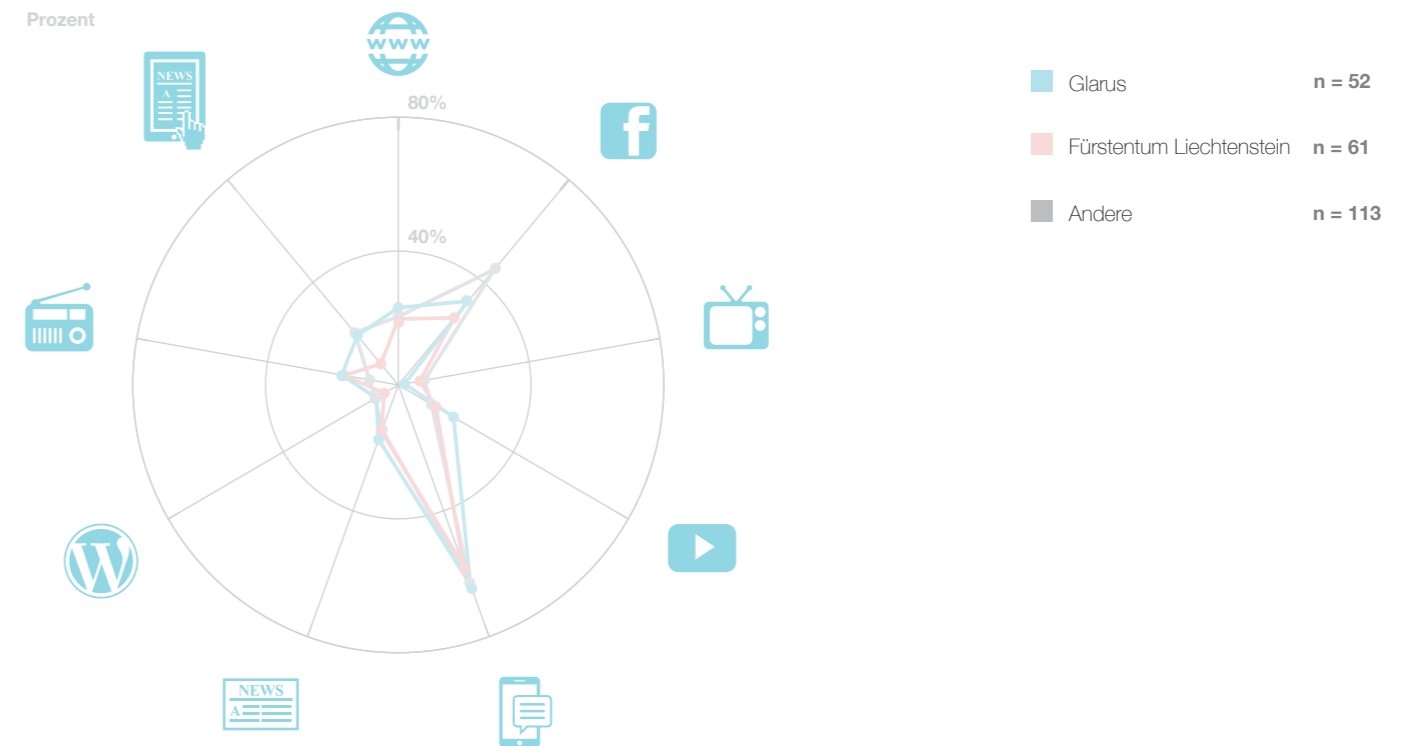 Prozent
www
NEWS
A
80%
f
40%
W
NEWS
A
Glarus n = 52
Fürstentum Liechtenstein n = 61
Andere n = 113